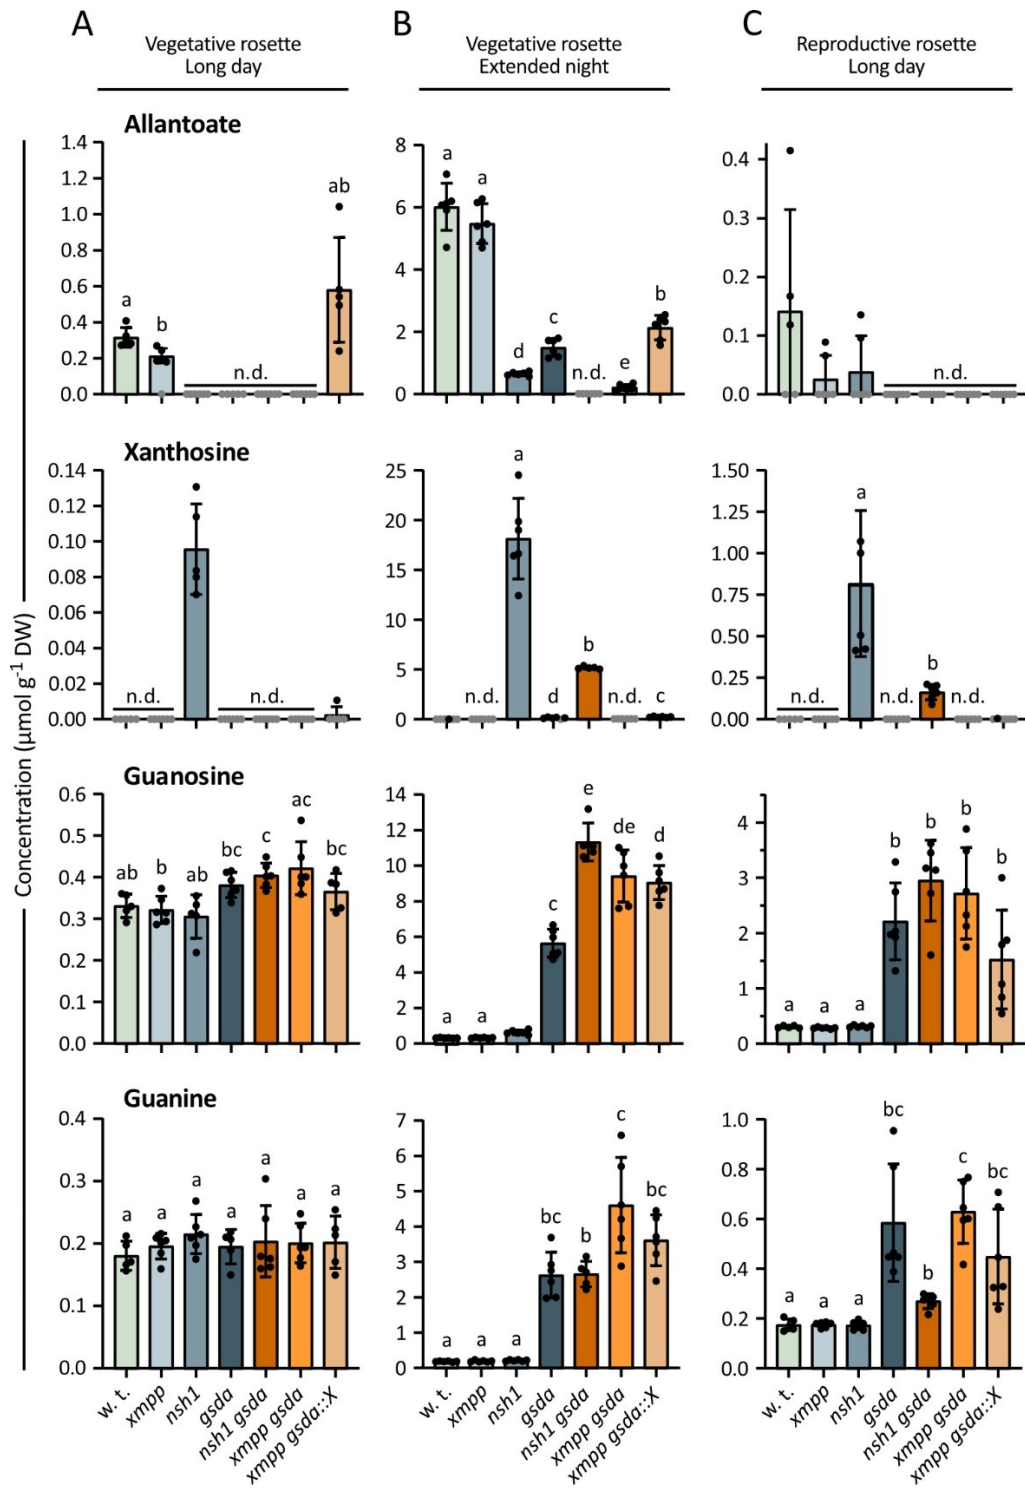 A
B
C
Vegetative rosette
Long day
Vegetative rosette
Extended night
Reproductive rosette
Long day
Concentration (µmol g⁻¹ DW)
Allantoate
1.4
1.2
1.0
0.8
0.6
0.4
0.2
0.0
a
b
n.d.
ab
8
6
4
2
0
a
a
d
c
n.d.
e
b
0.4
0.3
0.2
0.1
0.0
n.d.
Xanthosine
0.14
0.12
0.10
0.08
0.06
0.04
0.02
0.00
n.d.
n.d.
25
20
15
10
5
0
n.d.
a
d
b
n.d.
c
1.50
1.25
1.00
0.75
0.50
0.25
0.00
n.d.
a
n.d.
b
n.d.
Guanosine
0.6
0.5
0.4
0.3
0.2
0.1
0.0
ab
b
ab
bc
c
ac
bc
14
12
10
8
6
4
2
0
a
a
c
e
de
d
4
3
2
1
0
a
a
a
b
b
b
b
Guanine
0.4
0.3
0.2
0.1
0.0
a
a
a
a
a
a
a
7
6
5
4
3
2
1
0
a
a
a
bc
b
c
bc
1.0
0.8
0.6
0.4
0.2
0.0
a
a
a
bc
b
c
bc
w. t.
xmpp
nsh1
gsda
nsh1 gsda
xmpp gsda
xmpp gsda::X
w. t.
xmpp
nsh1
gsda
nsh1 gsda
xmpp gsda
xmpp gsda::X
w. t.
xmpp
nsh1
gsda
nsh1 gsda
xmpp gsda
xmpp gsda::X